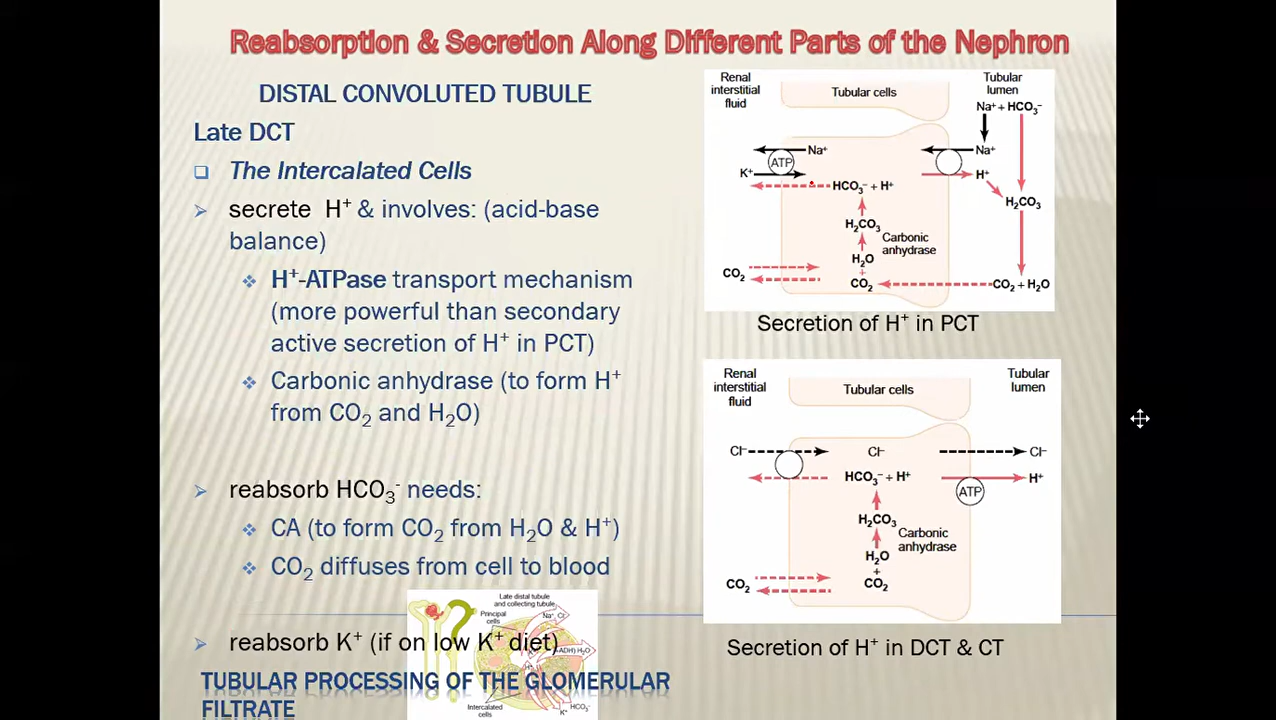 Reabsorption & Secretion Along Different Parts of the Nephron
DISTAL CONVOLUTED TUBULE
Late DCT
❑ The Intercalated Cells
➢ secrete H⁺ & involves: (acid-base
balance)
❖ H⁺-ATPase transport mechanism
(more powerful than secondary
active secretion of H⁺ in PCT)
❖ Carbonic anhydrase (to form H⁺
from CO₂ and H₂O)
➢ reabsorb HCO₃⁻ needs:
❖ CA (to form CO₂ from H₂O & H⁺)
❖ CO₂ diffuses from cell to blood
➢ reabsorb K⁺ (if on low K⁺ diet)
TUBULAR PROCESSING OF THE GLOMERULAR
FILTRATE
Late distal tubule
and collecting tubule
Principal
cells
Na⁺, Cl⁻
(ADH) H₂O
H⁺
K⁺
HCO₃⁻
Intercalated
cells
Renal
interstitial
fluid
Tubular cells
Tubular
lumen
Na⁺ + HCO₃⁻
Na⁺
Na⁺
ATP
K⁺
H⁺
HCO₃⁻ + H⁺
H₂CO₃
H₂CO₃
Carbonic
anhydrase
H₂O
+
CO₂
CO₂
CO₂ + H₂O
Secretion of H⁺ in PCT
Renal
interstitial
fluid
Tubular cells
Tubular
lumen
Cl⁻
Cl⁻
Cl⁻
HCO₃⁻ + H⁺
H⁺
ATP
H₂CO₃
Carbonic
anhydrase
H₂O
+
CO₂
CO₂
Secretion of H⁺ in DCT & CT